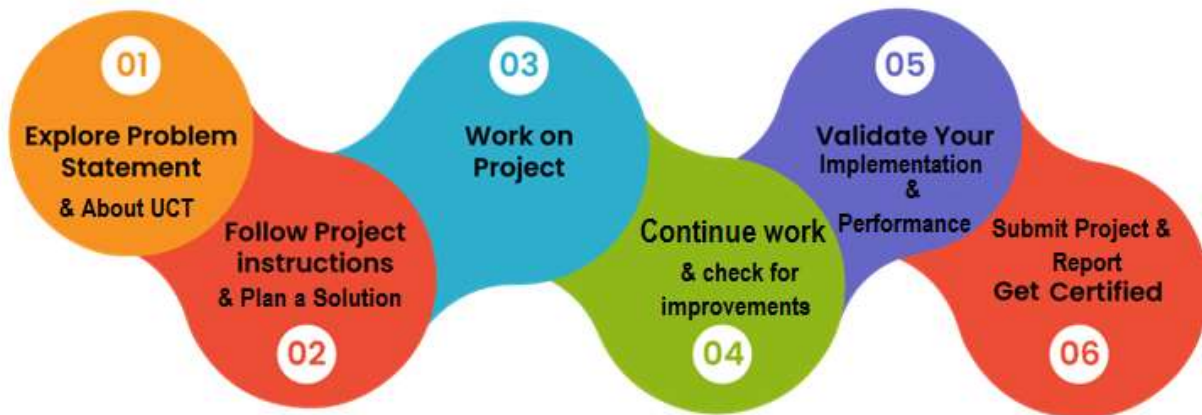 01
Explore Problem
Statement
& About UCT
Follow Project
instructions
& Plan a Solution
02
03
Work on
Project
Continue work
& check for
improvements
04
05
Validate Your
Implementation
&
Performance
Submit Project &
Report
Get Certified
06